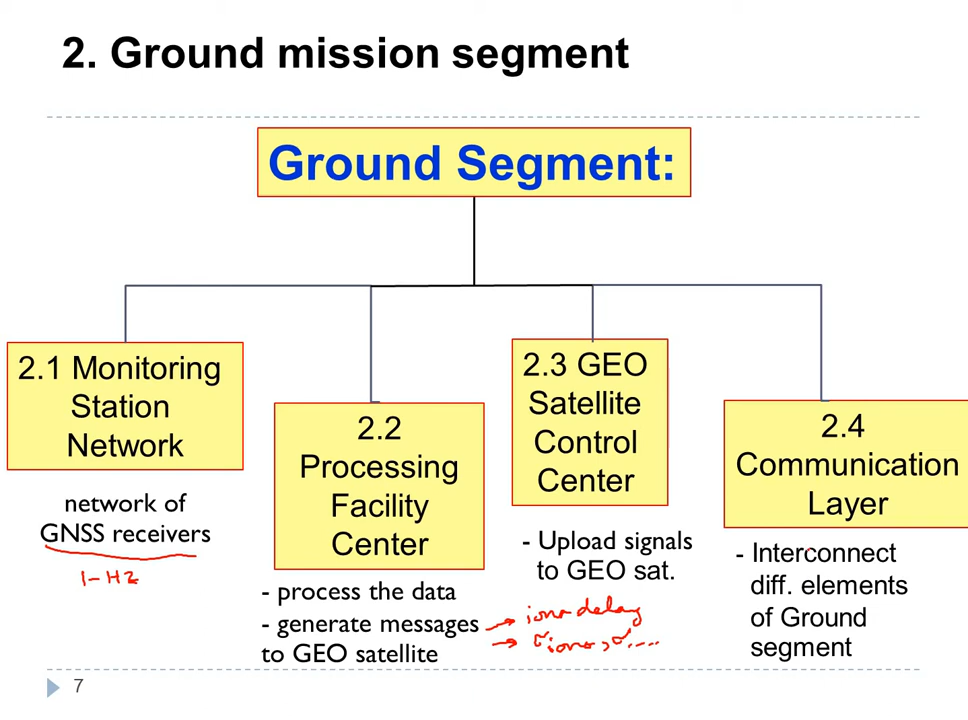 2. Ground mission segment
Ground Segment:
2.1 Monitoring
Station
Network
network of
GNSS receivers
1-Hz
2.2
Processing
Facility
Center
- process the data
- generate messages
to GEO satellite
→ iono delay
2.3 GEO
Satellite
Control
Center
- Upload signals
to GEO sat.
2.4
Communication
Layer
- Interconnect
diff. elements
of Ground
segment
7